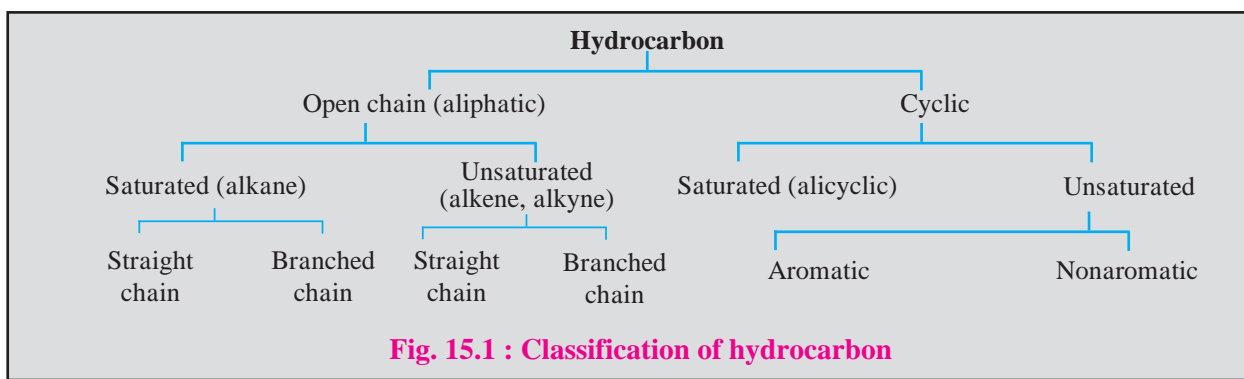 Hydrocarbon
Open chain (aliphatic)
Cyclic
Saturated (alkane)
Unsaturated
(alkene, alkyne)
Saturated (alicyclic)
Unsaturated
Straight
chain
Branched
chain
Straight
chain
Branched
chain
Aromatic
Nonaromatic
Fig. 15.1 : Classification of hydrocarbon